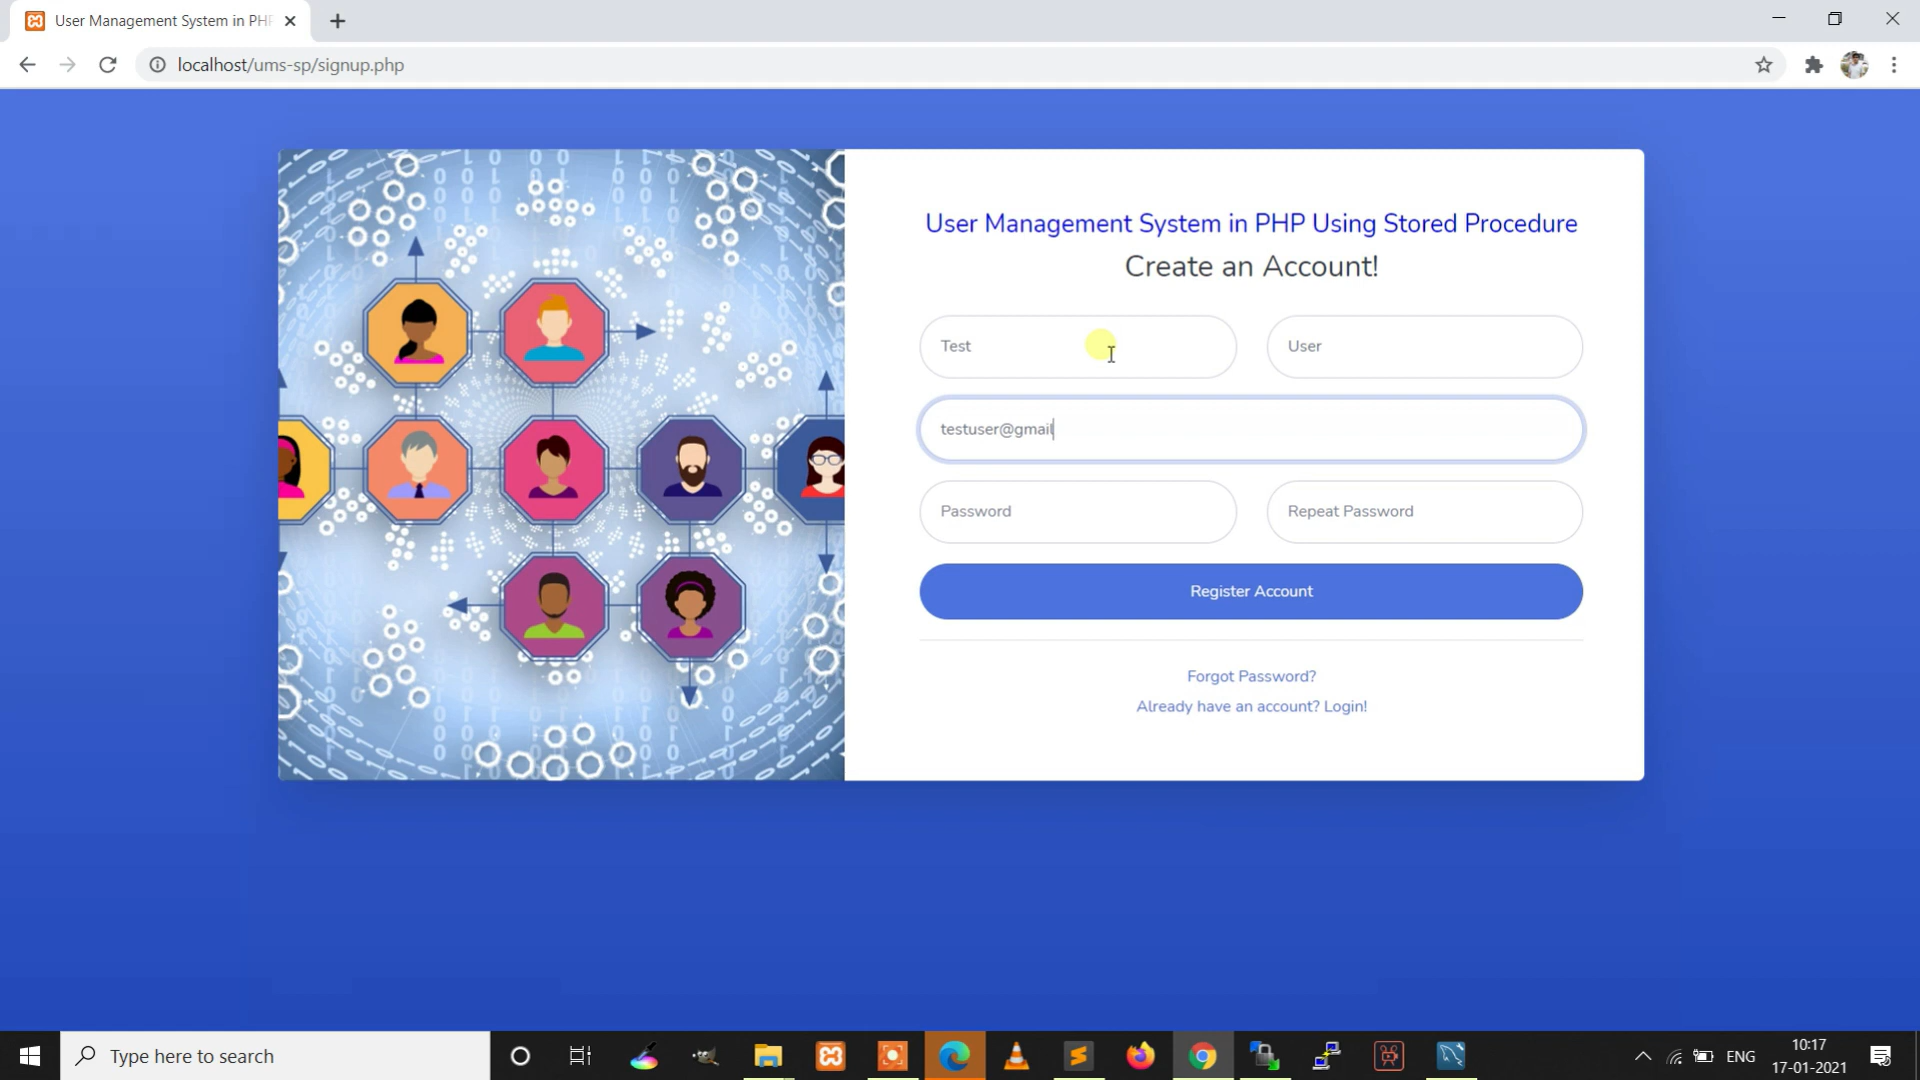 User Management System in PHP
localhost/ums-sp/signup.php
User Management System in PHP Using Stored Procedure
Create an Account!
Test
User
testuser@gmail
Password
Repeat Password
Register Account
Forgot Password?
Already have an account? Login!
Type here to search
ENG
10:17
17-01-2021